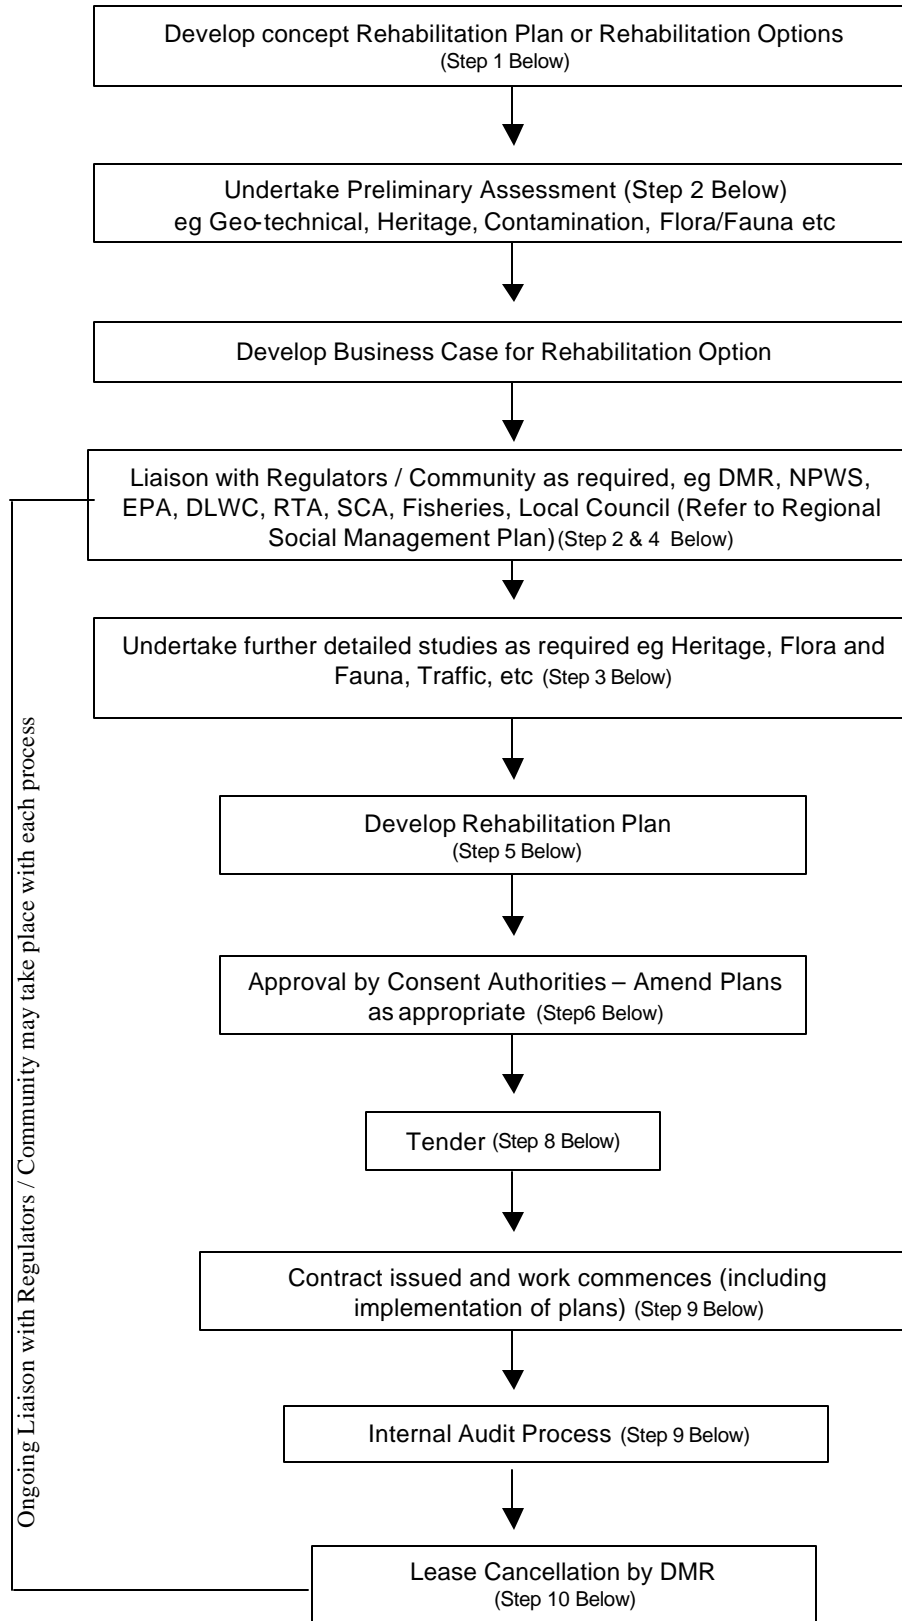 Develop concept Rehabilitation Plan or Rehabilitation Options
(Step 1 Below)
Undertake Preliminary Assessment (Step 2 Below)
eg Geo-technical, Heritage, Contamination, Flora/Fauna etc
Develop Business Case for Rehabilitation Option
Liaison with Regulators / Community as required, eg DMR, NPWS,
EPA, DLWC, RTA, SCA, Fisheries, Local Council (Refer to Regional
Social Management Plan)(Step 2 & 4 Below)
Undertake further detailed studies as required eg Heritage, Flora and
Fauna, Traffic, etc (Step 3 Below)
Develop Rehabilitation Plan
(Step 5 Below)
Approval by Consent Authorities – Amend Plans
as appropriate (Step6 Below)
Tender (Step 8 Below)
Contract issued and work commences (including
implementation of plans) (Step 9 Below)
Internal Audit Process (Step 9 Below)
Lease Cancellation by DMR
(Step 10 Below)
Ongoing Liaison with Regulators / Community may take place with each process